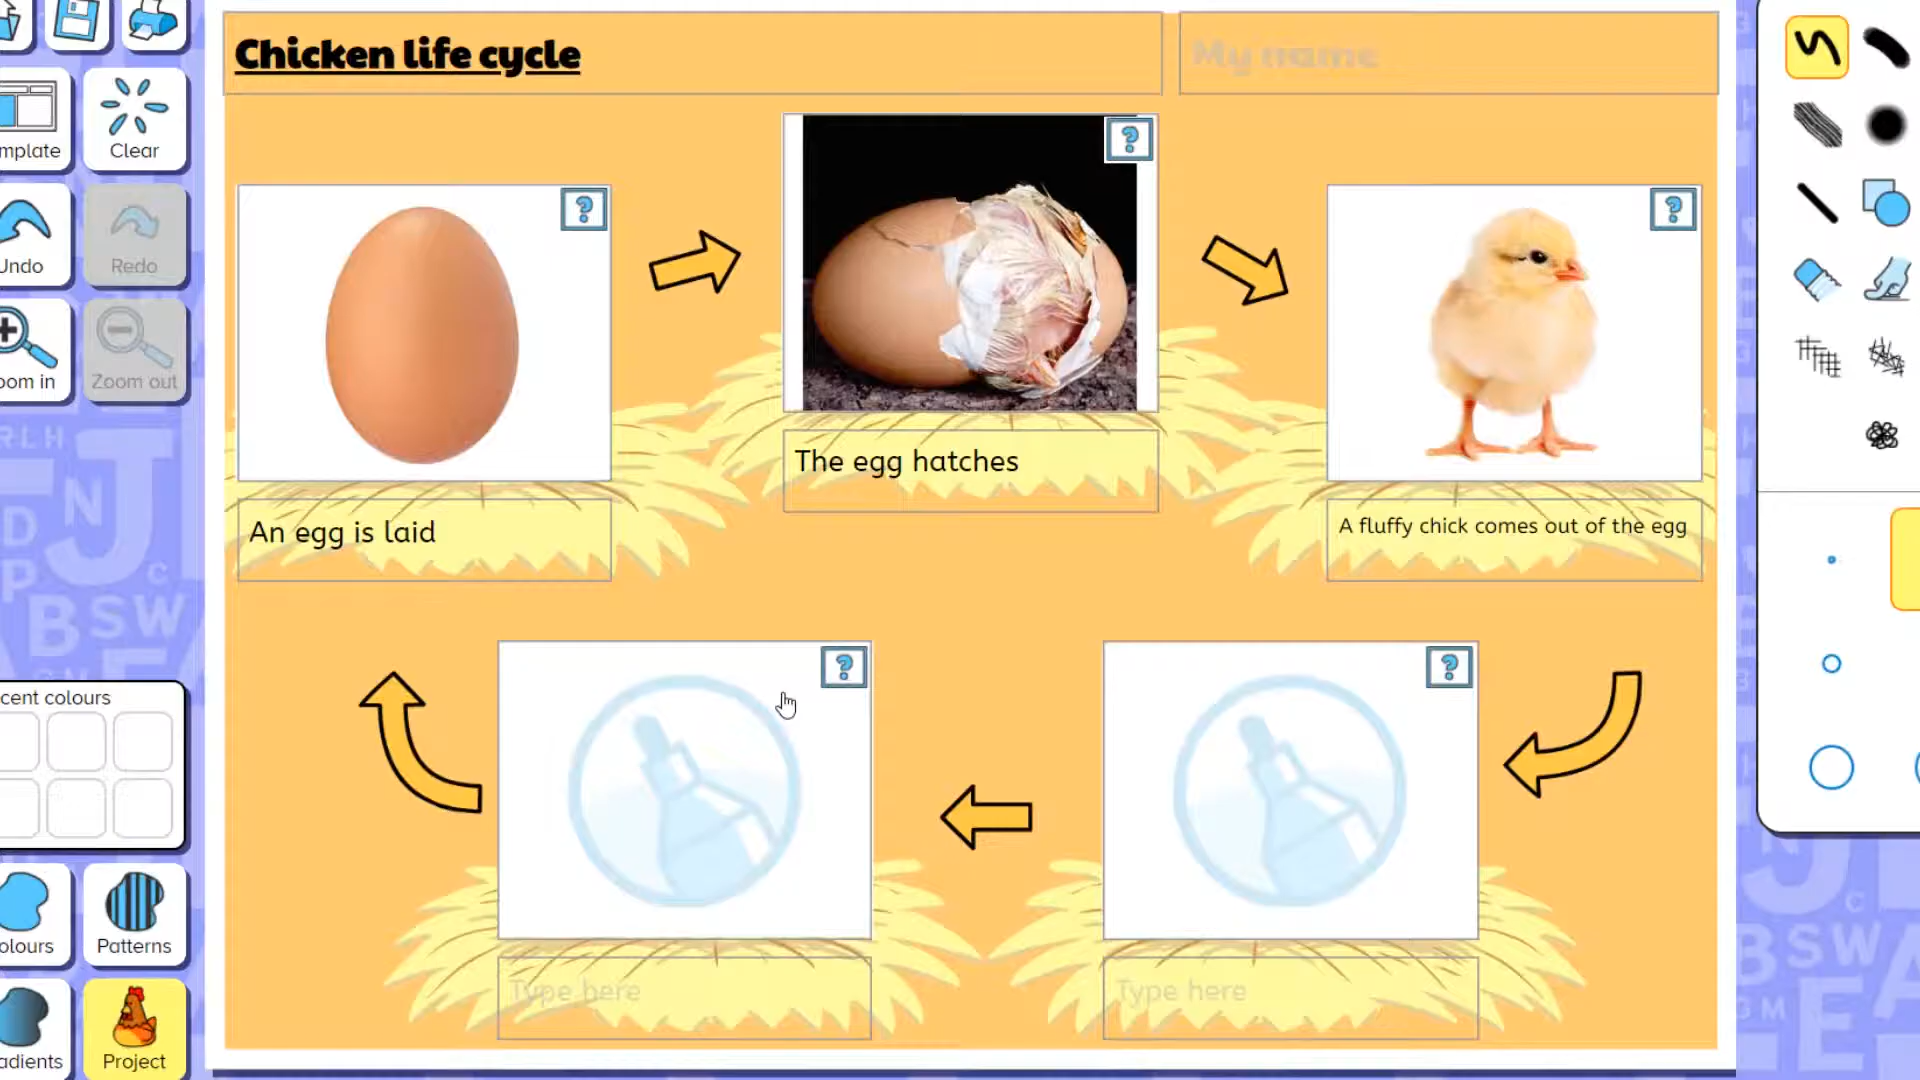 Chicken life cycle
My name
mplate
Clear
Undo
Redo
oom in
Zoom out
The egg hatches
An egg is laid
A fluffy chick comes out of the egg
cent colours
olours
Patterns
Type here
Type here
adients
Project